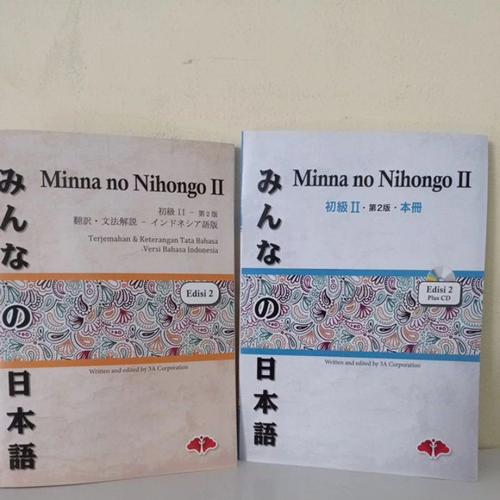 みんなの日本語
Minna no Nihongo II
初級 II - 第2版
翻訳・文法解説 - インドネシア語版
Terjemahan & Keterangan Tata Bahasa
Versi Bahasa Indonesia
Edisi 2
Written and edited by 3A Corporation
みんなの日本語
Minna no Nihongo II
初級 II・第2版・本冊
Edisi 2
Plus CD
Written and edited by 3A Corporation